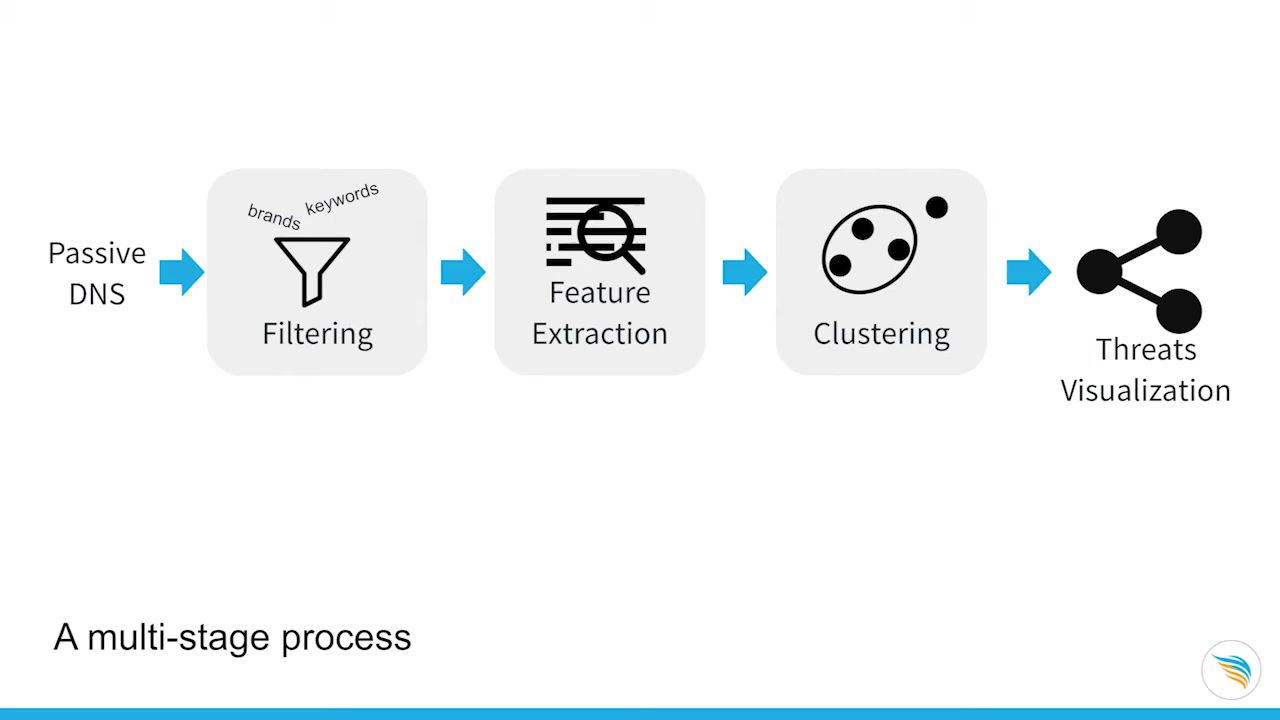 brands
keywords
Passive
DNS
Filtering
Feature
Extraction
Clustering
Threats
Visualization
A multi-stage process